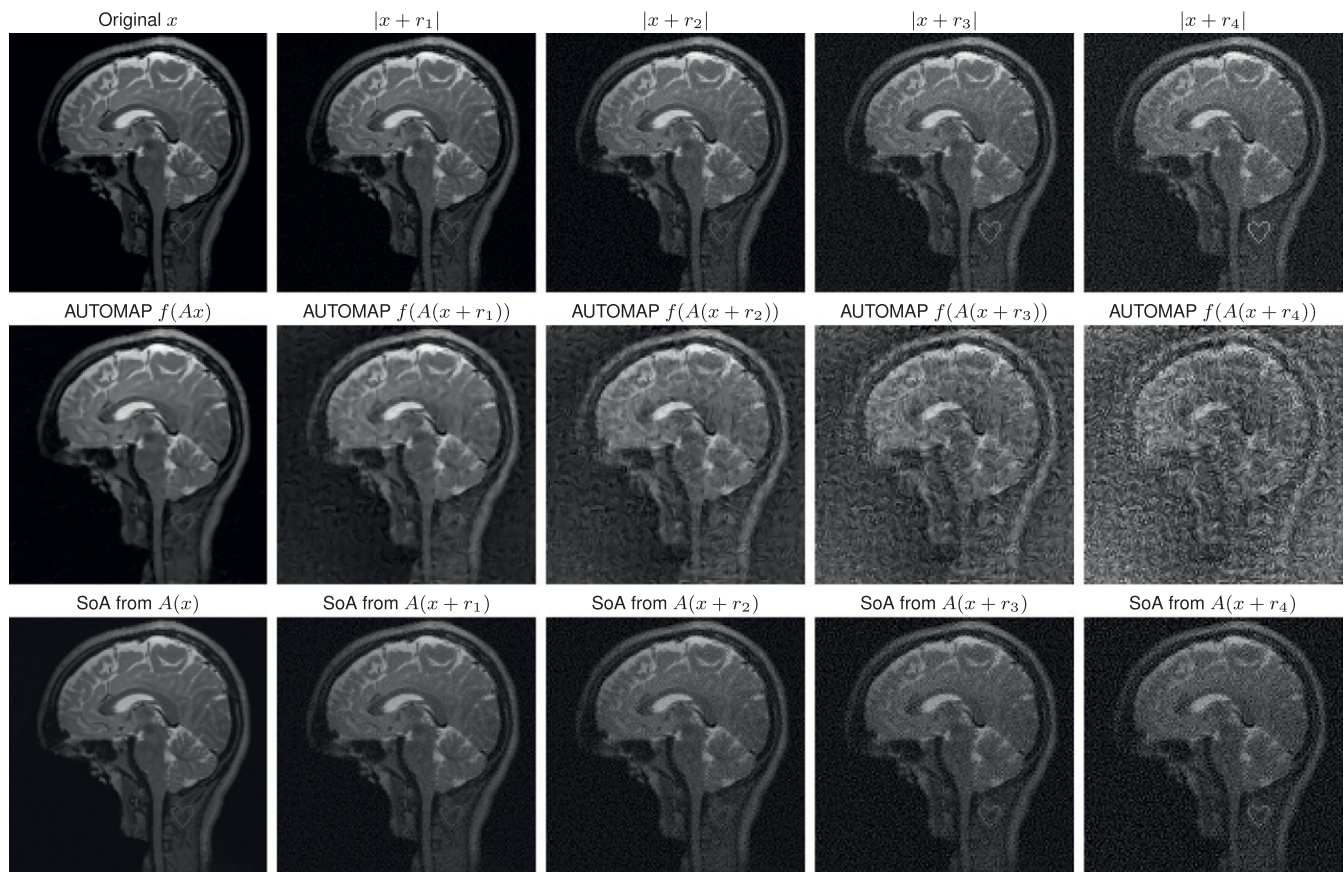 Original x
|x + r₁|
|x + r₂|
|x + r₃|
|x + r₄|
AUTOMAP f(Ax)
AUTOMAP f(A(x + r₁))
AUTOMAP f(A(x + r₂))
AUTOMAP f(A(x + r₃))
AUTOMAP f(A(x + r₄))
SoA from A(x)
SoA from A(x + r₁)
SoA from A(x + r₂)
SoA from A(x + r₃)
SoA from A(x + r₄)